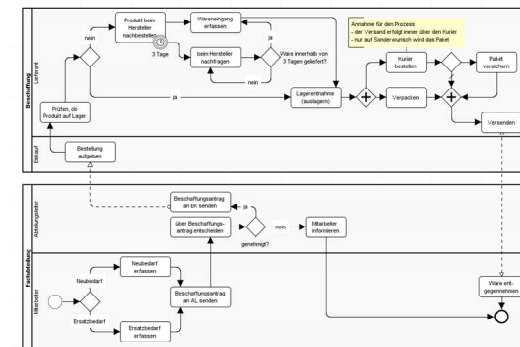 Beschaffung
Lieferant
Einkauf
Produkt beim
Hersteller
nachbestellen
3 Tage
Wareneingang
erfassen
beim Hersteller
nachfragen
Ware innerhalb von
3 Tagen geliefert?
ja
nein
nein
ja
Prüfen, ob
Produkt auf Lager
Bestellung
aufgeben
Lagerentnahme
(auslagern)
Annahme für den Prozess
- der Versand erfolgt immer über den Kurier
- nur auf Sonderwunsch wird das Paket
Kurier
bestellen
Paket
versichern
Verpacken
Versenden
Fachabteilung
Abteilungsleiter
Mitarbeiter
Beschaffungsantrag
an EK senden
über Beschaffungs-
antrag entscheiden
ja
nein
genehmigt?
Mitarbeiter
informieren
Neubedarf
Neubedarf
erfassen
Ersatzbedarf
Ersatzbedarf
erfassen
Beschaffungsantrag
an AL senden
Ware ent-
gegennehmen